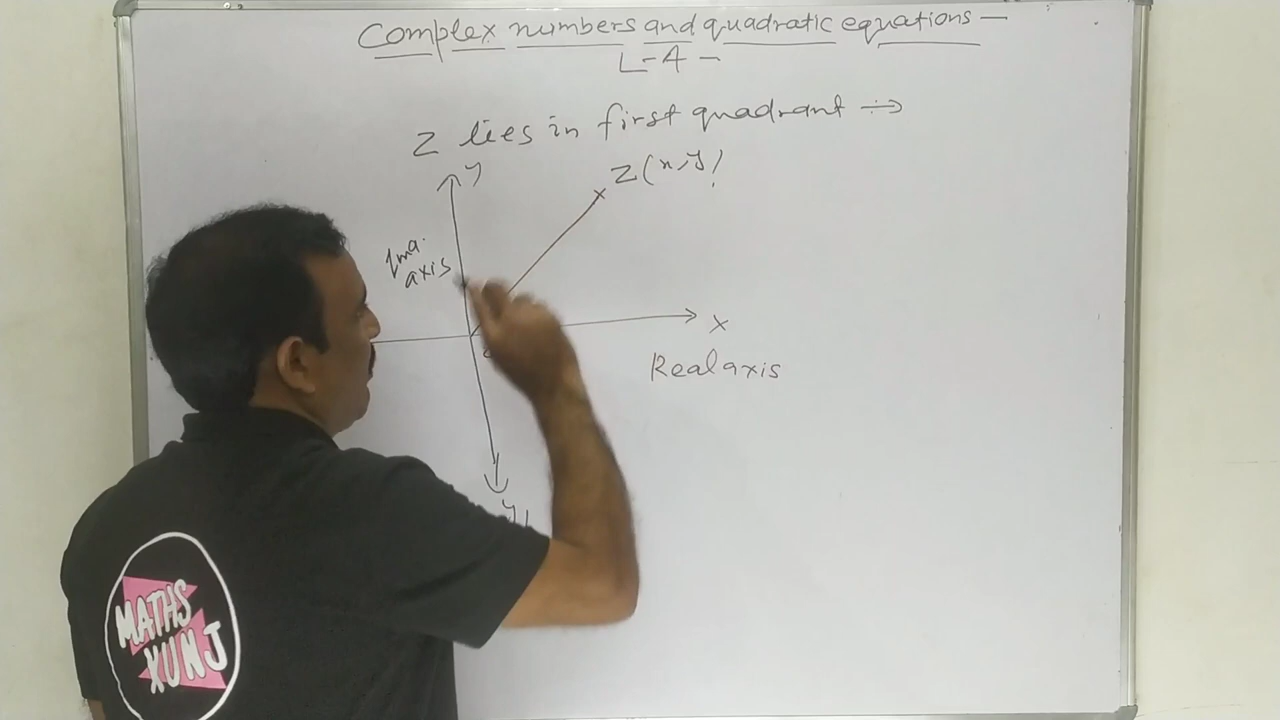 Complex numbers and quadratic equations —
L-4 -
Z lies in first quadrant →
y
Z(x,y)
Ima.
axis
X
Real axis
y'
MATHS
KUNJ